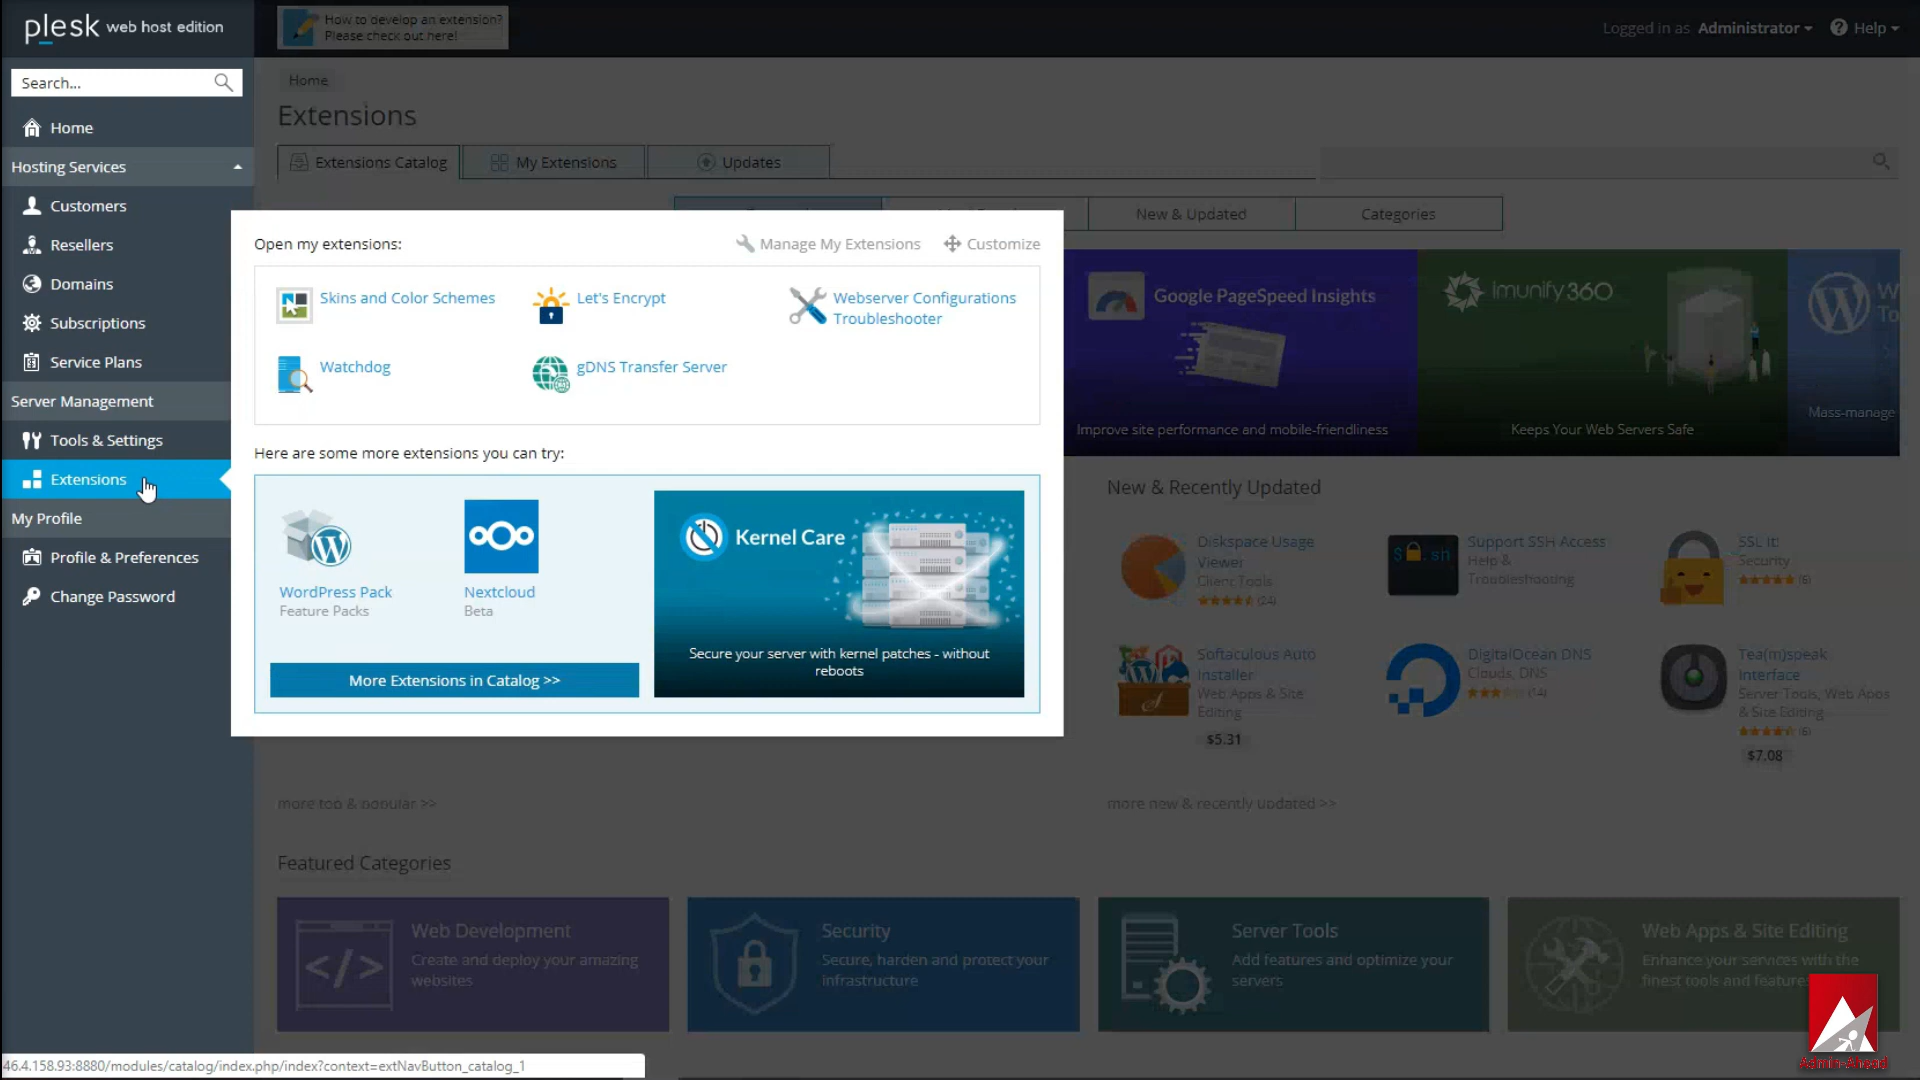 plesk web host edition
How to develop an extension?
Please check out here!
Logged in as Administrator
Help
Search...
Home
Hosting Services
Customers
Resellers
Domains
Subscriptions
Service Plans
Server Management
Tools & Settings
Extensions
My Profile
Profile & Preferences
Change Password
Home
Extensions
Extensions Catalog
My Extensions
Updates
New & Updated
Categories
Open my extensions:
Manage My Extensions
Customize
Skins and Color Schemes
Let's Encrypt
Webserver Configurations
Troubleshooter
Watchdog
gDNS Transfer Server
Here are some more extensions you can try:
WordPress Pack
Feature Packs
Nextcloud
Beta
More Extensions in Catalog >>
Kernel Care
Secure your server with kernel patches - without
reboots
Google PageSpeed Insights
Improve site performance and mobile-friendliness
imunify360
Keeps Your Web Servers Safe
W
To
Mass-manage
New & Recently Updated
Diskspace Usage
Viewer
Client Tools
(24)
$ .sh
Support SSH Access
Help &
Troubleshooting
SSL It!
Security
(6)
Softaculous Auto
Installer
Web Apps & Site
Editing
$5.31
DigitalOcean DNS
Clouds, DNS
(14)
Tea(m)speak
Interface
Server Tools, Web Apps
& Site Editing
(6)
$7.08
more top & popular >>
more new & recently updated >>
Featured Categories
Web Development
Create and deploy your amazing
websites
Security
Secure, harden and protect your
infrastructure
Server Tools
Add features and optimize your
servers
Web Apps & Site Editing
Enhance your services with the
finest tools and feature
Admin-Ahead
46.4.158.93:8880/modules/catalog/index.php/index?context=extNavButton_catalog_1